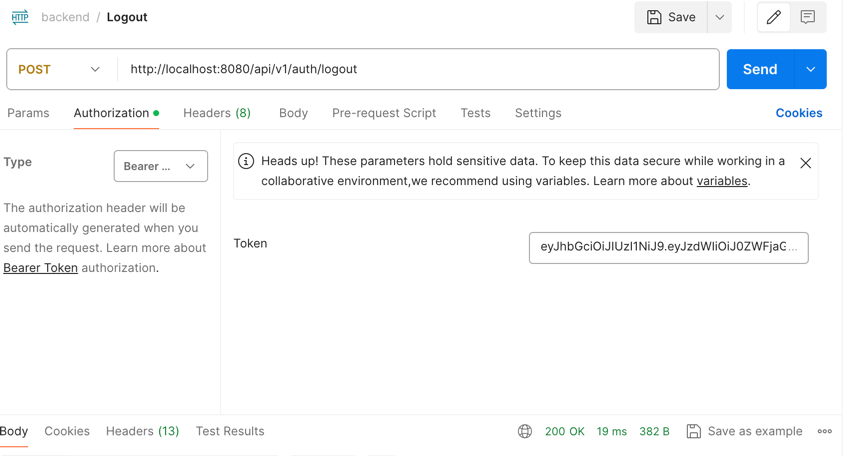 HTTP backend / Logout Save
POST http://localhost:8080/api/v1/auth/logout Send
Params Authorization Headers (8) Body Pre-request Script Tests Settings Cookies
Type Bearer ...
Heads up! These parameters hold sensitive data. To keep this data secure while working in a
collaborative environment,we recommend using variables. Learn more about variables.
The authorization header will be
automatically generated when you
send the request. Learn more about
Bearer Token authorization.
Token eyJhbGciOiJIUzI1NiJ9.eyJzdWIiOiJ0ZWFjaG...
Body Cookies Headers (13) Test Results 200 OK 19 ms 382 B Save as example